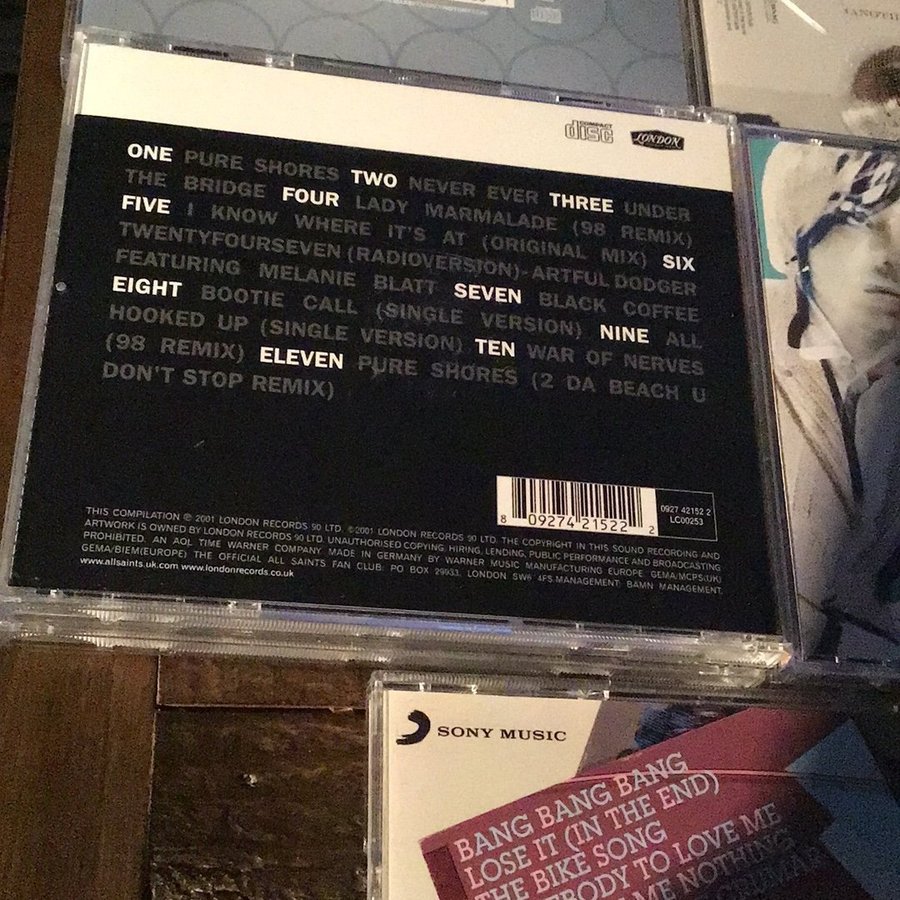 COMPACT
disc
LONDON
ONE PURE SHORES TWO NEVER EVER THREE UNDER
THE BRIDGE FOUR LADY MARMALADE (98 REMIX)
FIVE I KNOW WHERE IT'S AT (ORIGINAL MIX) SIX
TWENTYFOURSEVEN (RADIOVERSION)-ARTFUL DODGER
FEATURING MELANIE BLATT SEVEN BLACK COFFEE
EIGHT BOOTIE CALL (SINGLE VERSION) NINE ALL
HOOKED UP (SINGLE VERSION) TEN WAR OF NERVES
(98 REMIX) ELEVEN PURE SHORES (2 DA BEACH U
DON'T STOP REMIX)
8 09274 21522 2
0927 42152 2
LC00253
THIS COMPILATION ℗ 2001 LONDON RECORDS 90 LTD. ©2001 LONDON RECORDS 90 LTD. THE COPYRIGHT IN THIS SOUND RECORDING AND
ARTWORK IS OWNED BY LONDON RECORDS 90 LTD. UNAUTHORISED COPYING, HIRING, LENDING, PUBLIC PERFORMANCE AND BROADCASTING
PROHIBITED. AN AOL TIME WARNER COMPANY. MADE IN GERMANY BY WARNER MUSIC MANUFACTURING EUROPE GEMA/MCPS(UK)
GEMA/BIEM(EUROPE) THE OFFICIAL ALL SAINTS FAN CLUB: PO BOX 29933, LONDON SW6 4FS.MANAGEMENT: BAMN MANAGEMENT.
www.allsaints.uk.com www.londonrecords.co.uk
SONY MUSIC
BANG BANG BANG
LOSE IT (IN THE END)
THE BIKE SONG
EBODY TO LOVE ME
ME NOTHING